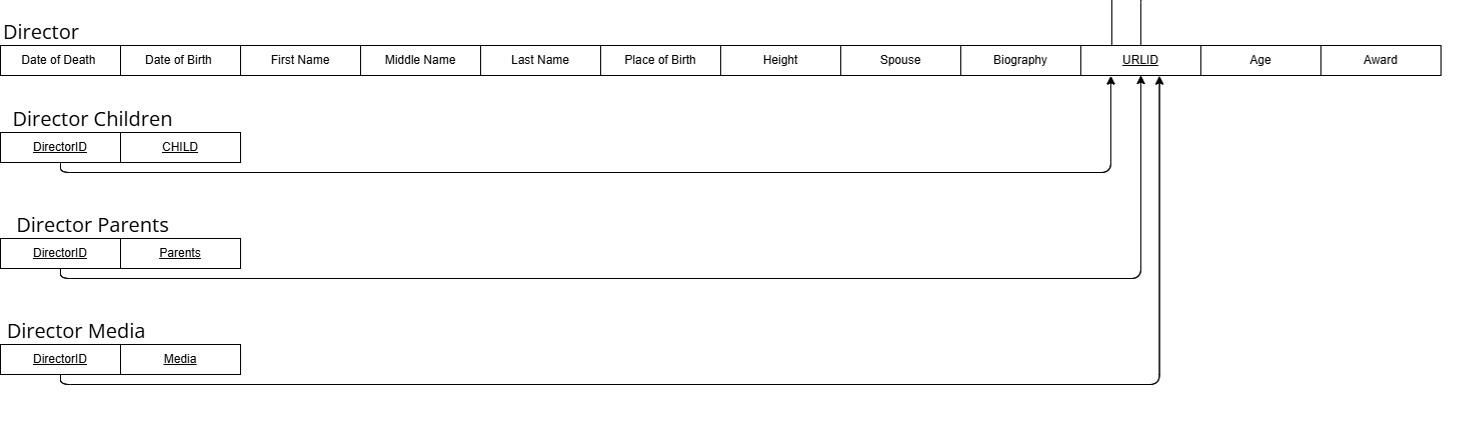 Director
Date of Death Date of Birth First Name Middle Name Last Name Place of Birth Height Spouse Biography URLID Age Award
Director Children
DirectorID CHILD
Director Parents
DirectorID Parents
Director Media
DirectorID Media